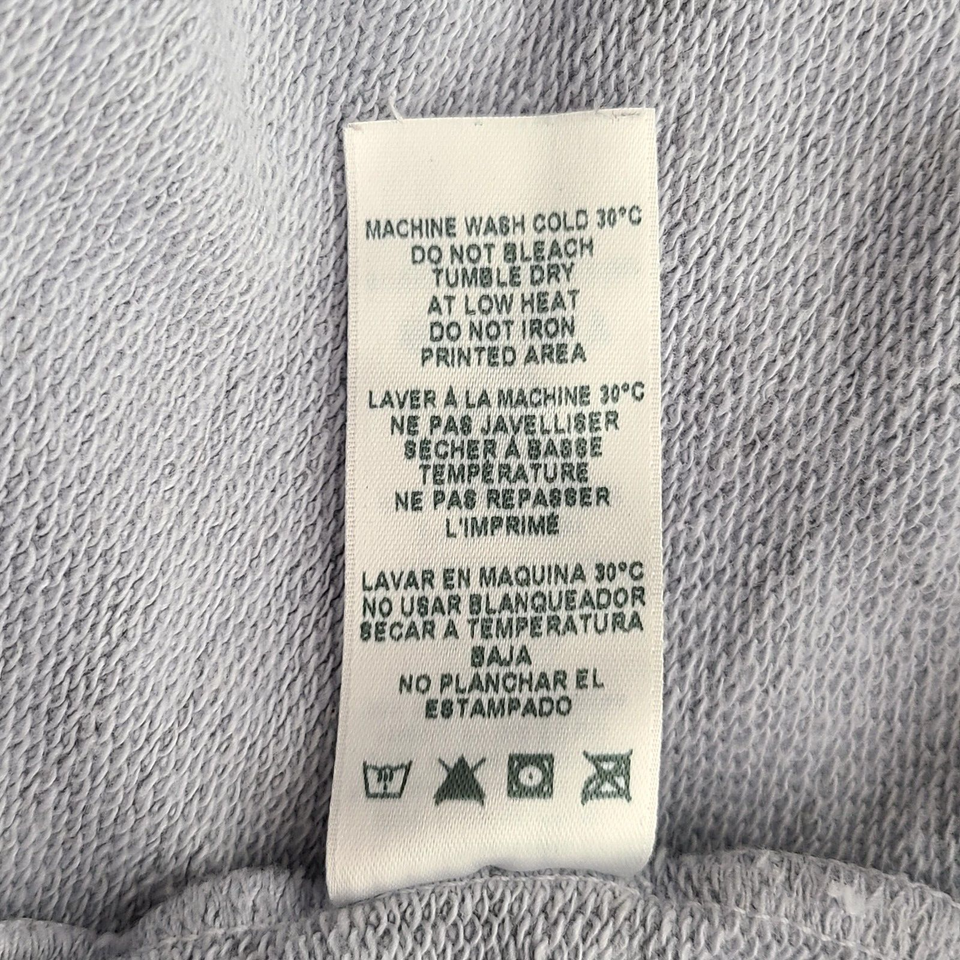 MACHINE WASH COLD 30°C
DO NOT BLEACH
TUMBLE DRY
AT LOW HEAT
DO NOT IRON
PRINTED AREA
LAVER À LA MACHINE 30°C
NE PAS JAVELLISER
SÉCHER À BASSE
TEMPÉRATURE
NE PAS REPASSER
L'IMPRIMÉ
LAVAR EN MAQUINA 30°C
NO USAR BLANQUEADOR
SECAR A TEMPERATURA
BAJA
NO PLANCHAR EL
ESTAMPADO